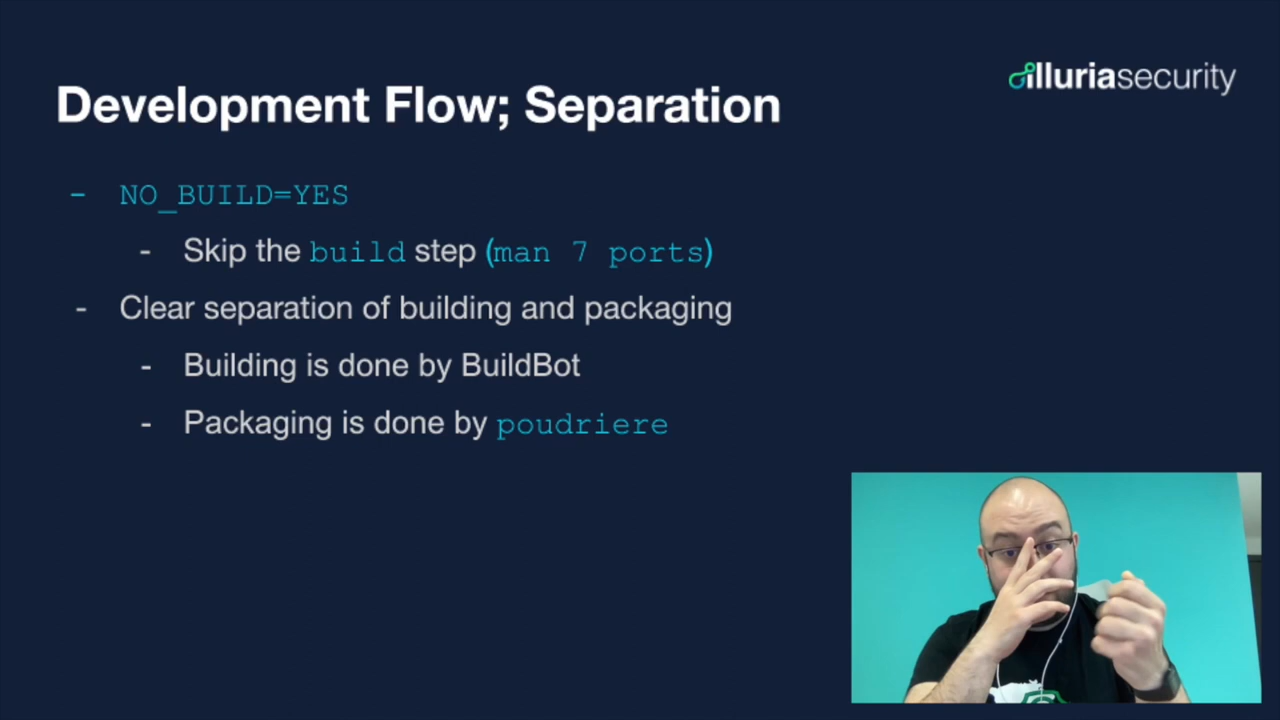 illuriasecurity
Development Flow; Separation
- NO_BUILD=YES
- Skip the build step (man 7 ports)
- Clear separation of building and packaging
- Building is done by BuildBot
- Packaging is done by poudriere